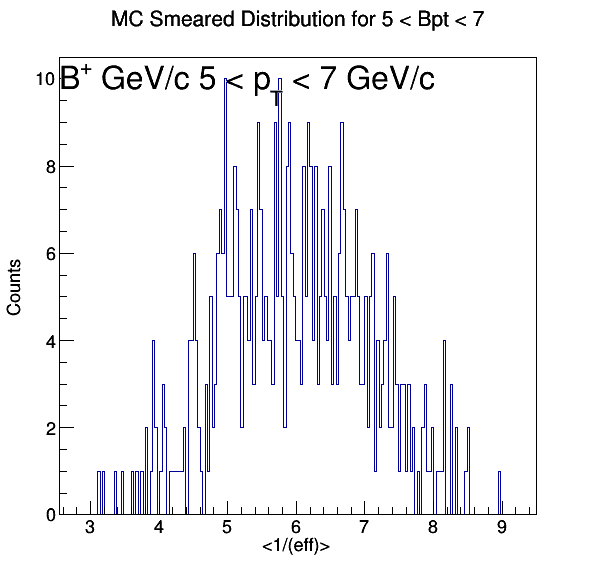 MC Smeared Distribution for 5 < Bpt < 7
B⁺ GeV/c 5 < p_T < 7 GeV/c
10
8
6
4
2
0
Counts
3 4 5 6 7 8 9
<1/(eff)>